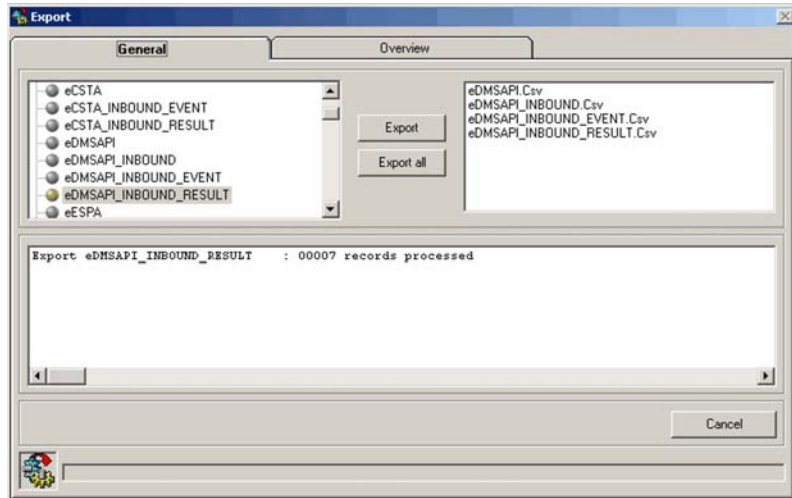 Export
General
Overview
eCSTA
eCSTA_INBOUND_EVENT
eCSTA_INBOUND_RESULT
eDMSAPI
eDMSAPI_INBOUND
eDMSAPI_INBOUND_EVENT
eDMSAPI_INBOUND_RESULT
eESPA
Export
Export all
eDMSAPI.Csv
eDMSAPI_INBOUND.Csv
eDMSAPI_INBOUND_EVENT.Csv
eDMSAPI_INBOUND_RESULT.Csv
Export eDMSAPI_INBOUND_RESULT : 00007 records processed
Cancel